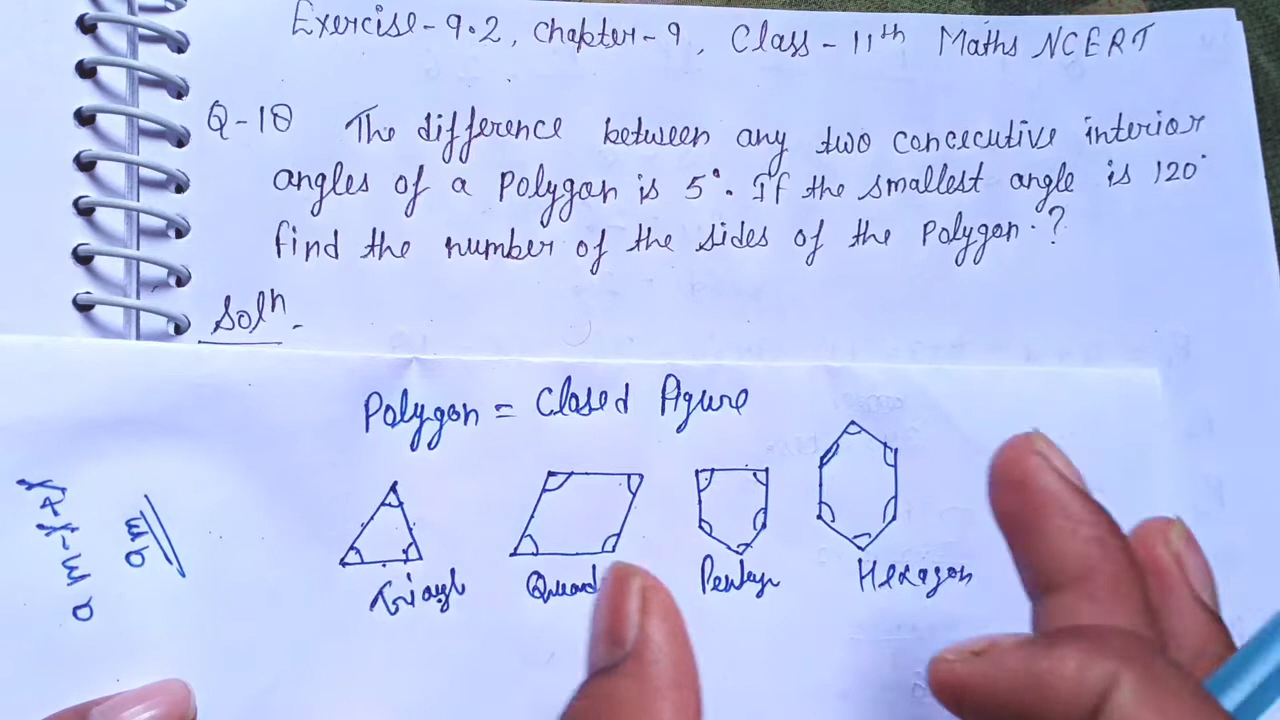 Exercise-9.2, Chapter-9, Class-11th Maths NCERT
Q-18 The difference between any two concecutive interior
angles of a Polygon is 5°. If the smallest angle is 120°
find the number of the sides of the Polygon.?
Solⁿ.
Polygon = Closed Figure
Hexagon